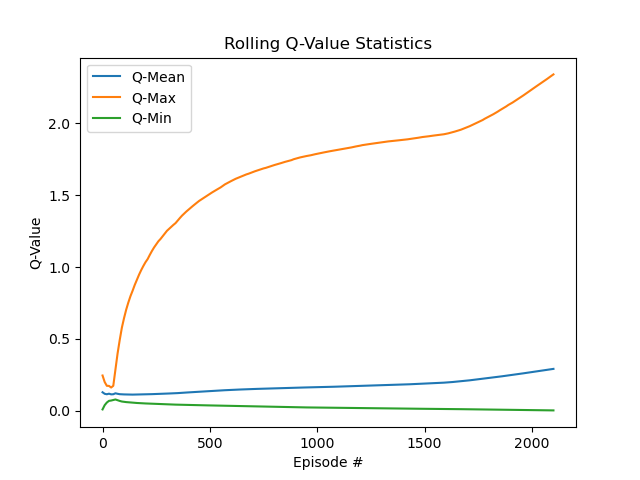 Rolling Q-Value Statistics
Q-Mean
Q-Max
Q-Min
Q-Value
2.0
1.5
1.0
0.5
0.0
0 500 1000 1500 2000
Episode #